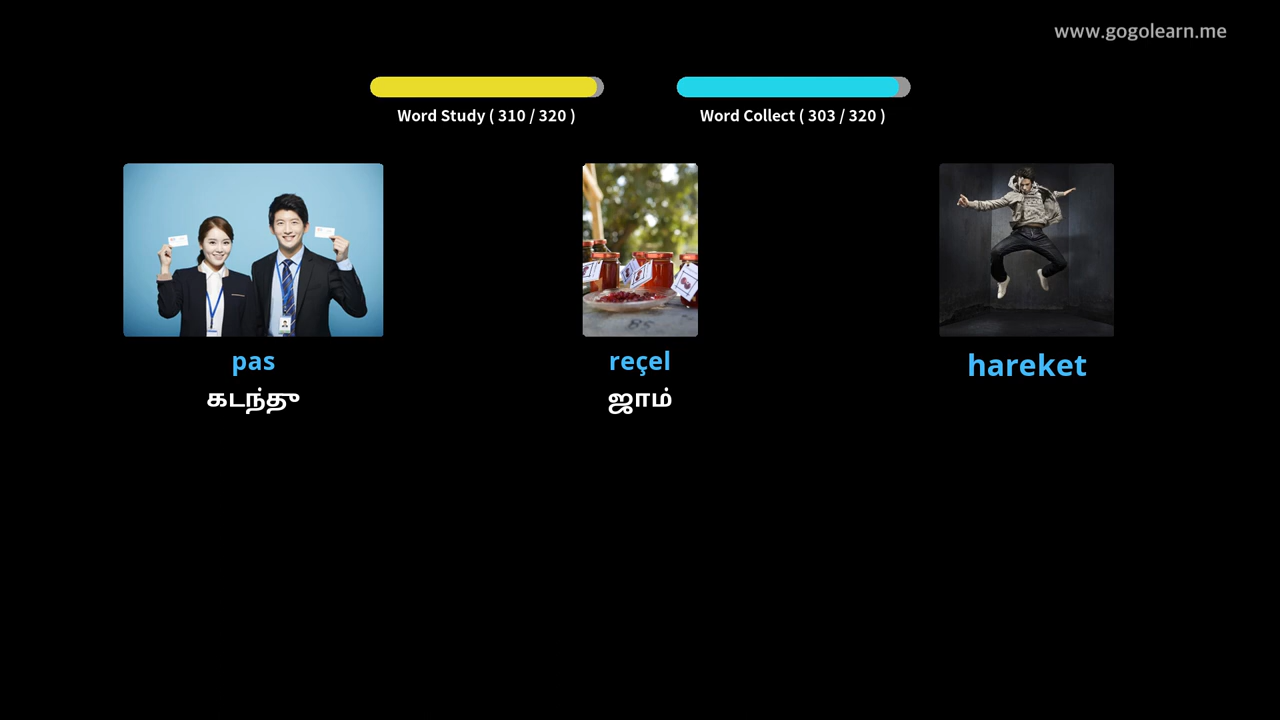 www.gogolearn.me
Word Study ( 310 / 320 )
Word Collect ( 303 / 320 )
pas
கடந்து
reçel
ஜாம்
hareket